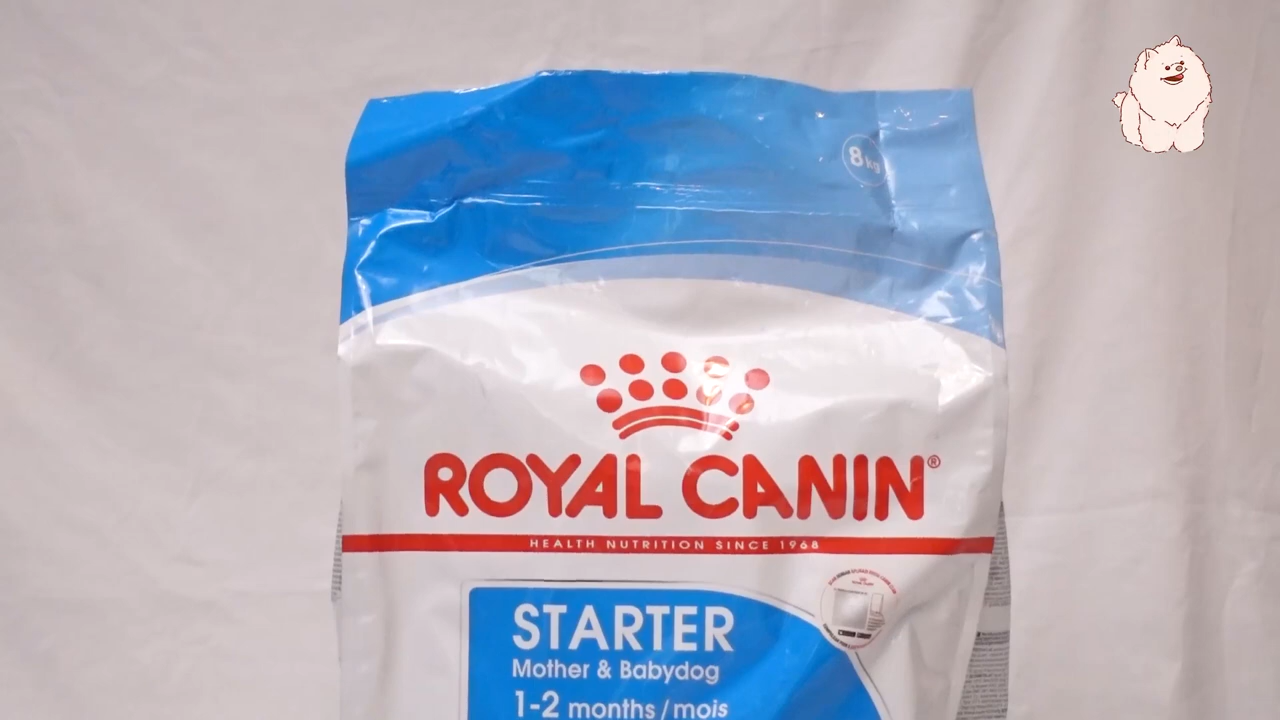 8 kg
ROYAL CANIN®
HEALTH NUTRITION SINCE 1968
STARTER
Mother & Babydog
1-2 months / mois